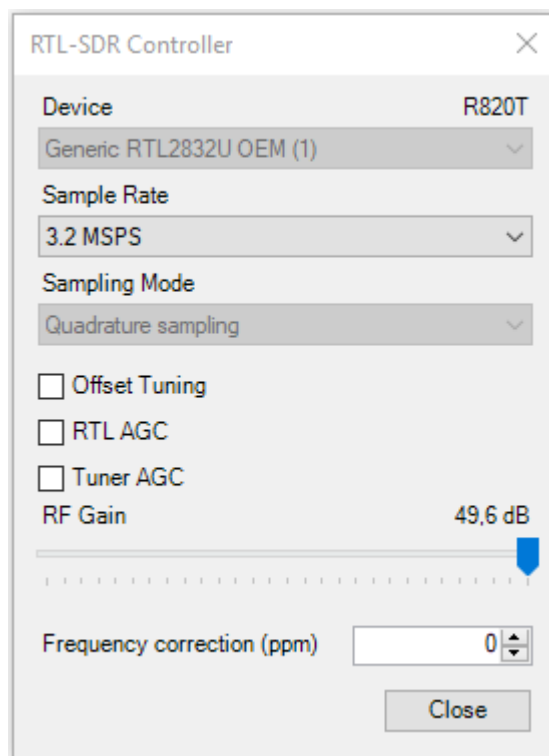 RTL-SDR Controller
Device R820T
Generic RTL2832U OEM (1)
Sample Rate
3.2 MSPS
Sampling Mode
Quadrature sampling
Offset Tuning
RTL AGC
Tuner AGC
RF Gain 49,6 dB
Frequency correction (ppm) 0
Close